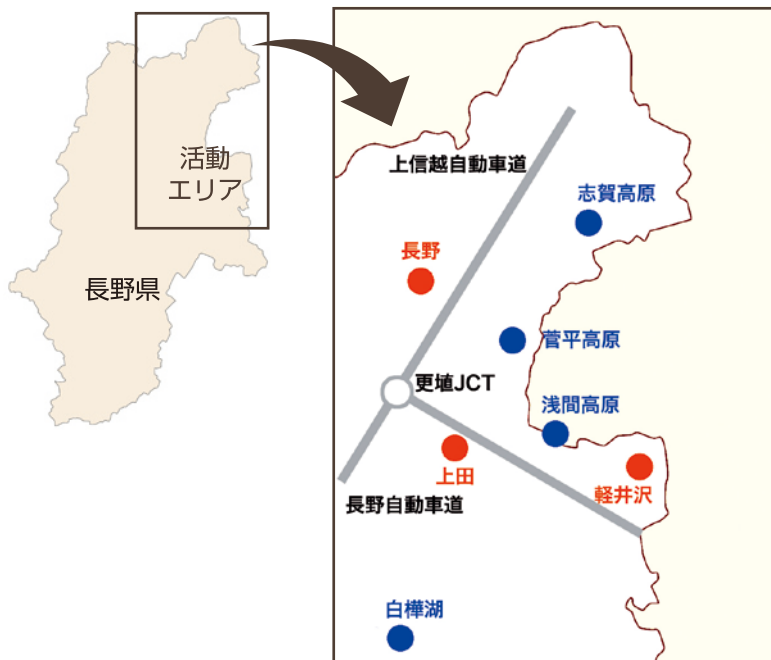 活動
エリア
長野県
上信越自動車道
志賀高原
長野
菅平高原
更埴JCT
浅間高原
上田
軽井沢
長野自動車道
白樺湖